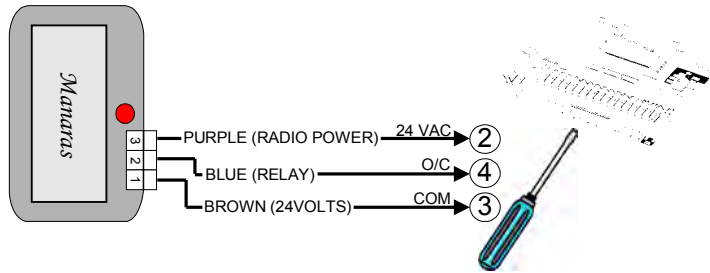 Manaras
3
2
1
PURPLE (RADIO POWER) 24 VAC 2
BLUE (RELAY) O/C 4
BROWN (24VOLTS) COM 3